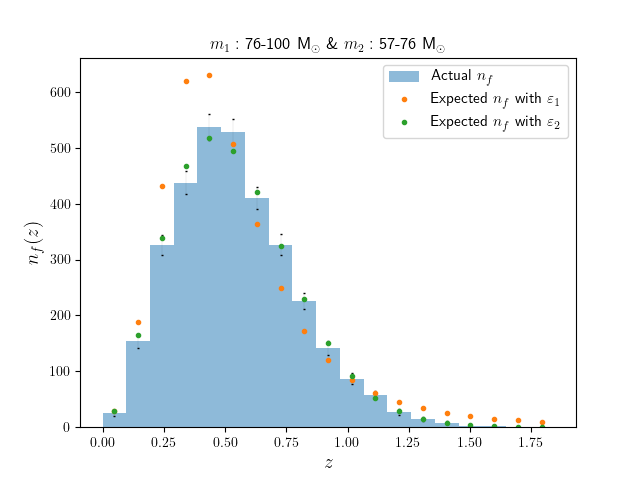 m₁ : 76-100 M⊙ & m₂ : 57-76 M⊙
Actual n_f
Expected n_f with ε₁
Expected n_f with ε₂
n_f(z)
600
500
400
300
200
100
0
0.00 0.25 0.50 0.75 1.00 1.25 1.50 1.75
z